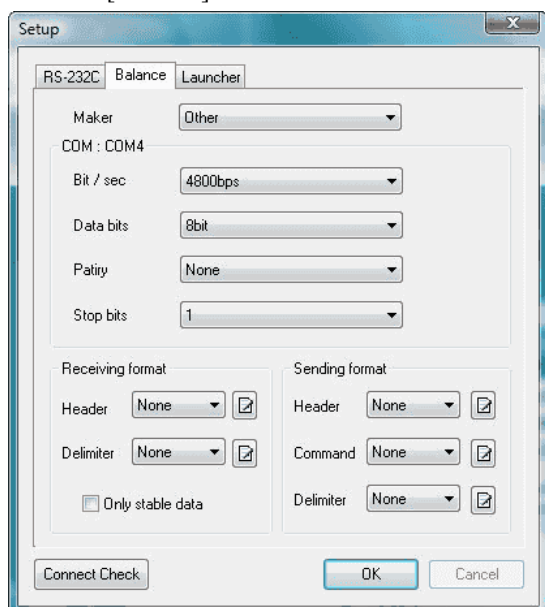 Setup
RS-232C Balance Launcher
Maker Other
COM : COM4
Bit / sec 4800bps
Data bits 8bit
Patiry None
Stop bits 1
Receiving format
Header None
Delimiter None
Only stable data
Sending format
Header None
Command None
Delimiter None
Connect Check OK Cancel